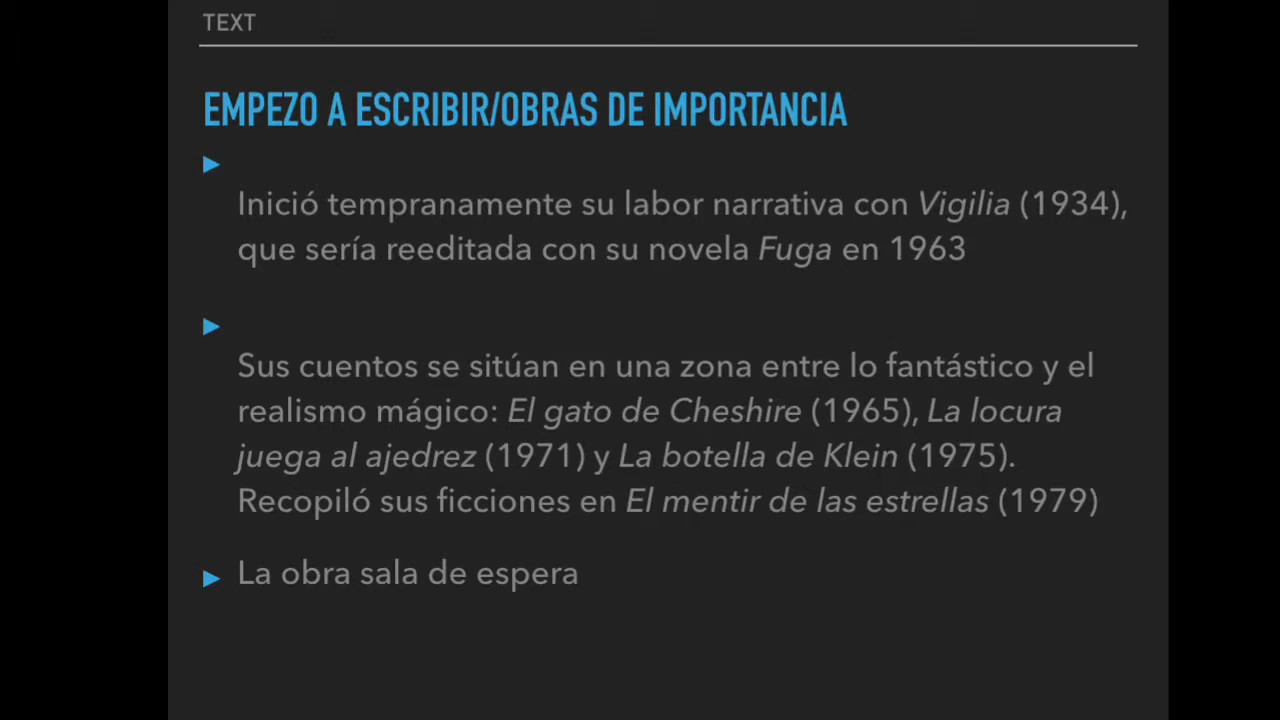 TEXT
EMPEZO A ESCRIBIR/OBRAS DE IMPORTANCIA
Inició tempranamente su labor narrativa con Vigilia (1934),
que sería reeditada con su novela Fuga en 1963
Sus cuentos se sitúan en una zona entre lo fantástico y el
realismo mágico: El gato de Cheshire (1965), La locura
juega al ajedrez (1971) y La botella de Klein (1975).
Recopiló sus ficciones en El mentir de las estrellas (1979)
La obra sala de espera